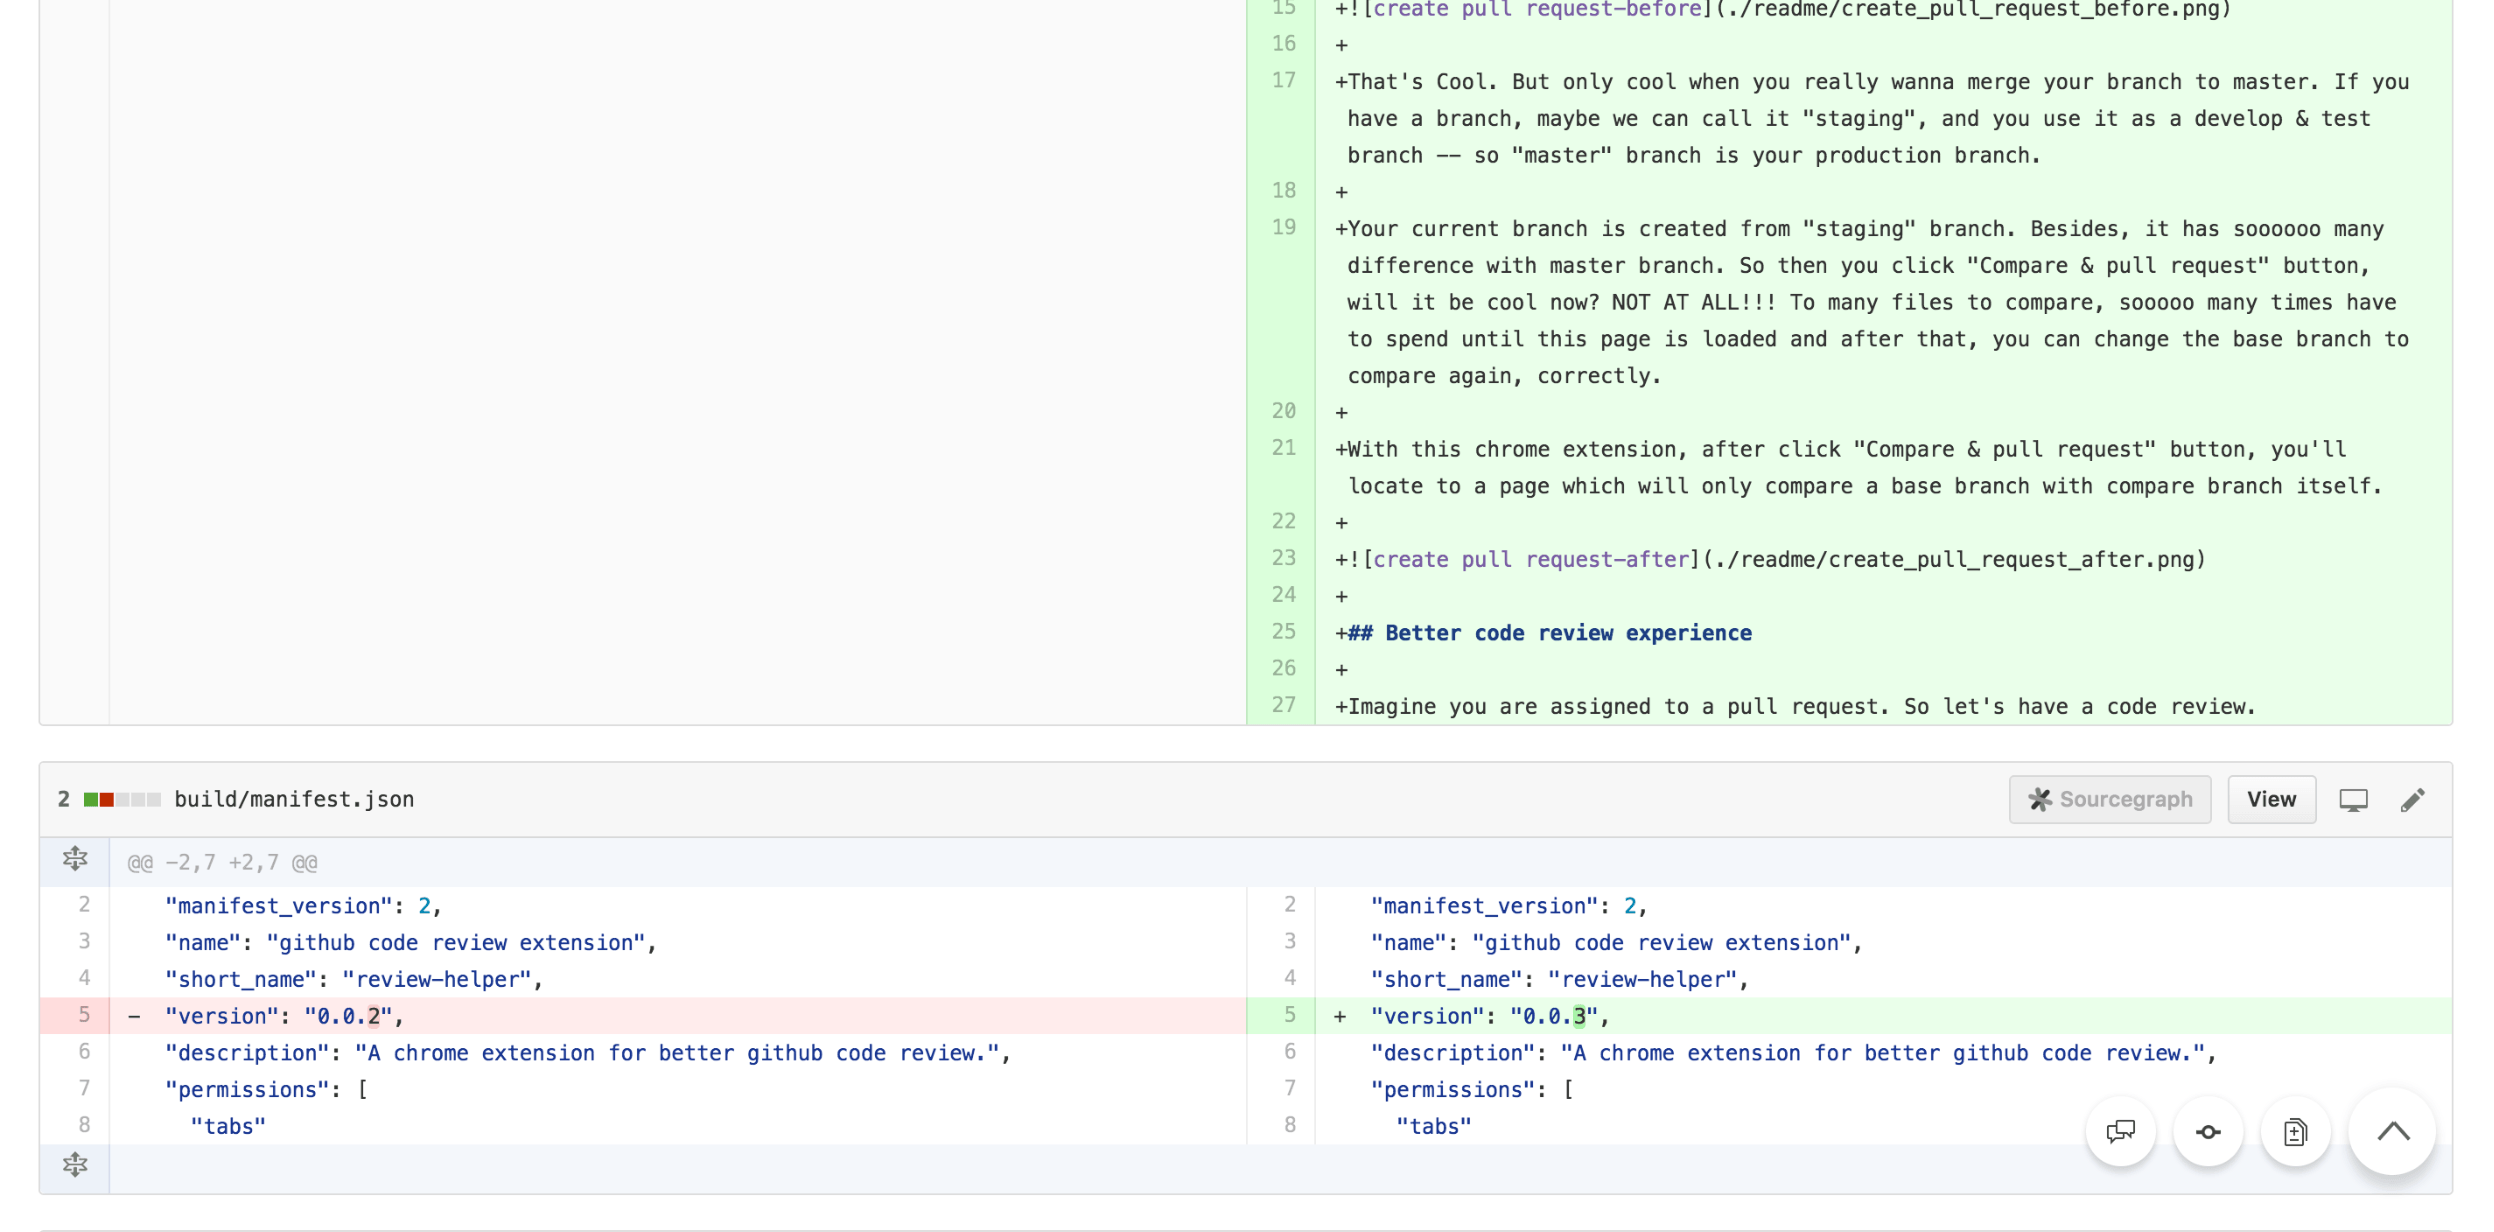 15 +![create pull request-before](./readme/create_pull_request_before.png)
16 +
17 +That's Cool. But only cool when you really wanna merge your branch to master. If you
have a branch, maybe we can call it "staging", and you use it as a develop & test
branch -- so "master" branch is your production branch.
18 +
19 +Your current branch is created from "staging" branch. Besides, it has soooooo many
difference with master branch. So then you click "Compare & pull request" button,
will it be cool now? NOT AT ALL!!! To many files to compare, sooooo many times have
to spend until this page is loaded and after that, you can change the base branch to
compare again, correctly.
20 +
21 +With this chrome extension, after click "Compare & pull request" button, you'll
locate to a page which will only compare a base branch with compare branch itself.
22 +
23 +![create pull request-after](./readme/create_pull_request_after.png)
24 +
25 +## Better code review experience
26 +
27 +Imagine you are assigned to a pull request. So let's have a code review.
2 build/manifest.json Sourcegraph View
@@ -2,7 +2,7 @@
2 "manifest_version": 2, 2 "manifest_version": 2,
3 "name": "github code review extension", 3 "name": "github code review extension",
4 "short_name": "review-helper", 4 "short_name": "review-helper",
5 - "version": "0.0.2", 5 + "version": "0.0.3",
6 "description": "A chrome extension for better github code review.", 6 "description": "A chrome extension for better github code review.",
7 "permissions": [ 7 "permissions": [
8 "tabs" 8 "tabs"